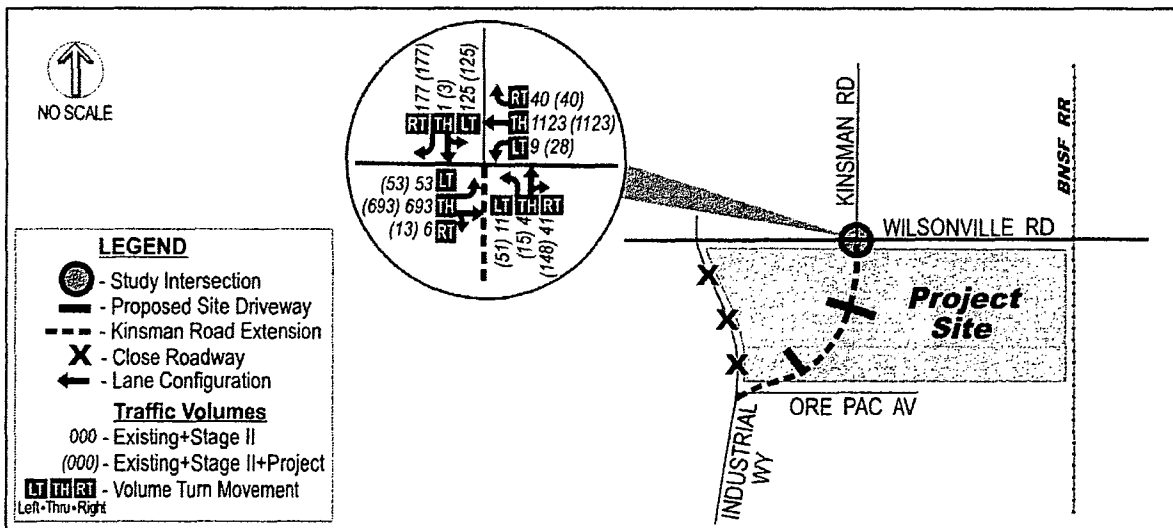 NO SCALE
177 (177)
1 (3)
125 (125)
RT TH LT
RT 40 (40)
TH 1123 (1123)
LT 9 (28)
(53) 53 LT
(693) 693 TH
(13) 6 RT
LT TH RT
(51) 11
(15) 4
(148) 41
KINSMAN RD
BNSF RR
WILSONVILLE RD
Project
Site
ORE PAC AV
INDUSTRIAL
WY
LEGEND
- Study Intersection
- Proposed Site Driveway
- Kinsman Road Extension
X - Close Roadway
- Lane Configuration
Traffic Volumes
000 - Existing+Stage II
(000) - Existing+Stage II+Project
LT TH RT - Volume Turn Movement
Left•Thru•Right